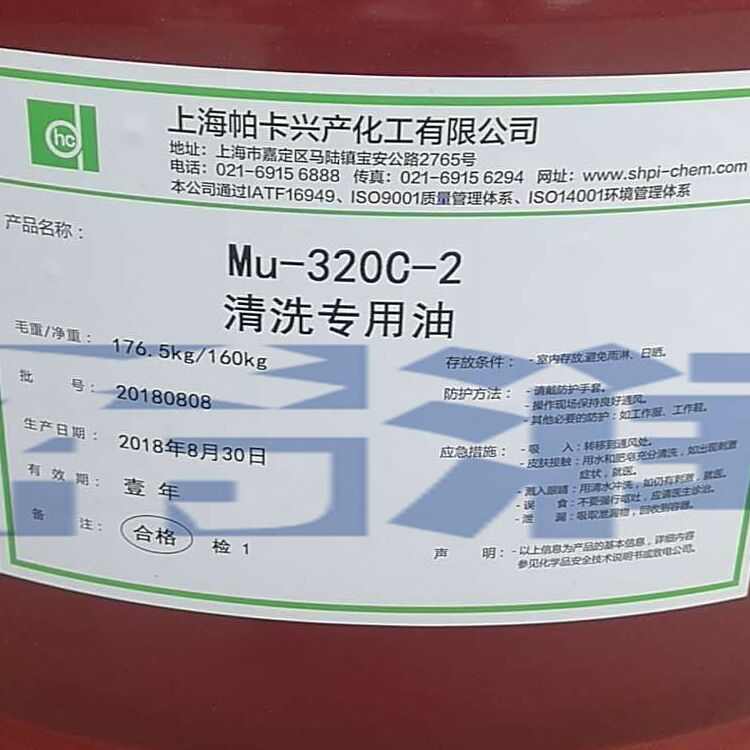 hc
上海帕卡兴产化工有限公司
地址：上海市嘉定区马陆镇宝安公路2765号
电话：021-6915 6888 传真：021-6915 6294 网址：www.shpi-chem.com
本公司通过IATF16949、ISO9001质量管理体系、ISO14001环境管理体系
产品名称：
Mu-320C-2
清洗专用油
毛重/净重：176.5kg/160kg
批 号：20180808
生产日期：2018年8月30日
有效期：壹年
备 注：合格 检 1
存放条件：- 室内存放,避免雨淋、日晒。
防护方法：- 请戴防护手套。
- 操作现场保持良好通风。
- 其他必要的防护：如工作服、工作鞋。
应急措施：- 吸 入：转移到通风处。
- 皮肤接触：用水和肥皂充分清洗，如出现刺激
症状，就医。
- 溅入眼睛：用清水冲洗，如仍有刺激，就医。
- 误 食：不要强行呕吐，应请医生诊治。
- 泄 漏：吸取泄漏物，回收到容器。
声 明：- 以上信息为产品的基本信息，详细内容
参见化学品安全技术说明书或致电公司。